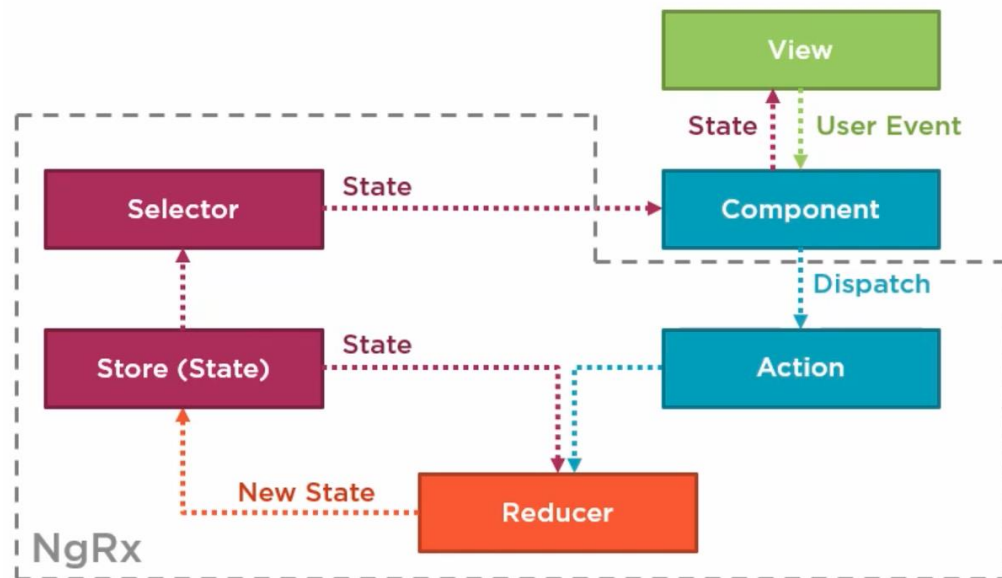 View
State
User Event
Selector
State
Component
Dispatch
Store (State)
State
Action
New State
Reducer
NgRx